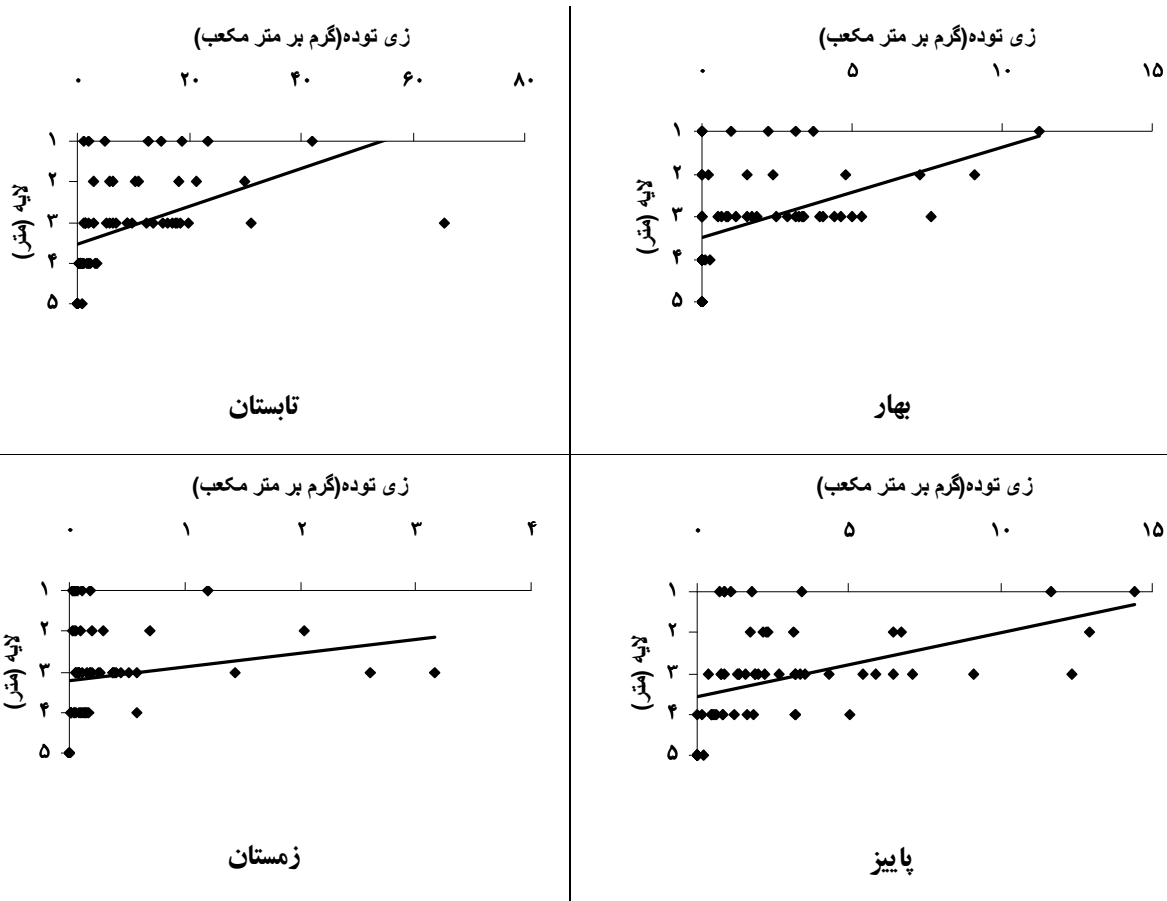 زی توده(گرم بر متر مکعب)
۰ ۵ ۱۰ ۱۵
۱
۲
۳
۴
۵
لایه (متر)
بهار
زی توده(گرم بر متر مکعب)
۰ ۲۰ ۴۰ ۶۰ ۸۰
۱
۲
۳
۴
۵
لایه (متر)
تابستان
زی توده(گرم بر متر مکعب)
۰ ۵ ۱۰ ۱۵
۱
۲
۳
۴
۵
لایه (متر)
پاییز
زی توده(گرم بر متر مکعب)
۰ ۱ ۲ ۳ ۴
۱
۲
۳
۴
۵
لایه (متر)
زمستان